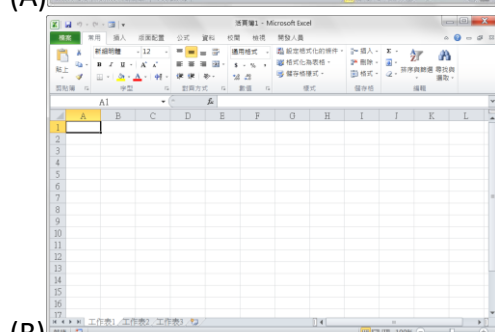 (A)
活頁簿1 - Microsoft Excel
檔案 常用 插入 版面配置 公式 資料 校閱 檢視 開發人員
新細明體 12 通用格式 設定格式化的條件 插入 Σ
貼上 B I U A A $ % , 格式化為表格 刪除 排序與篩選 尋找與
儲存格樣式 格式 選取
剪貼簿 字型 對齊方式 數值 樣式 儲存格 編輯
A1 fx
A B C D E F G H I J K L
1
2
3
4
5
6
7
8
9
10
11
12
13
14
15
16
17
工作表1 工作表2 工作表3
(B) 100%